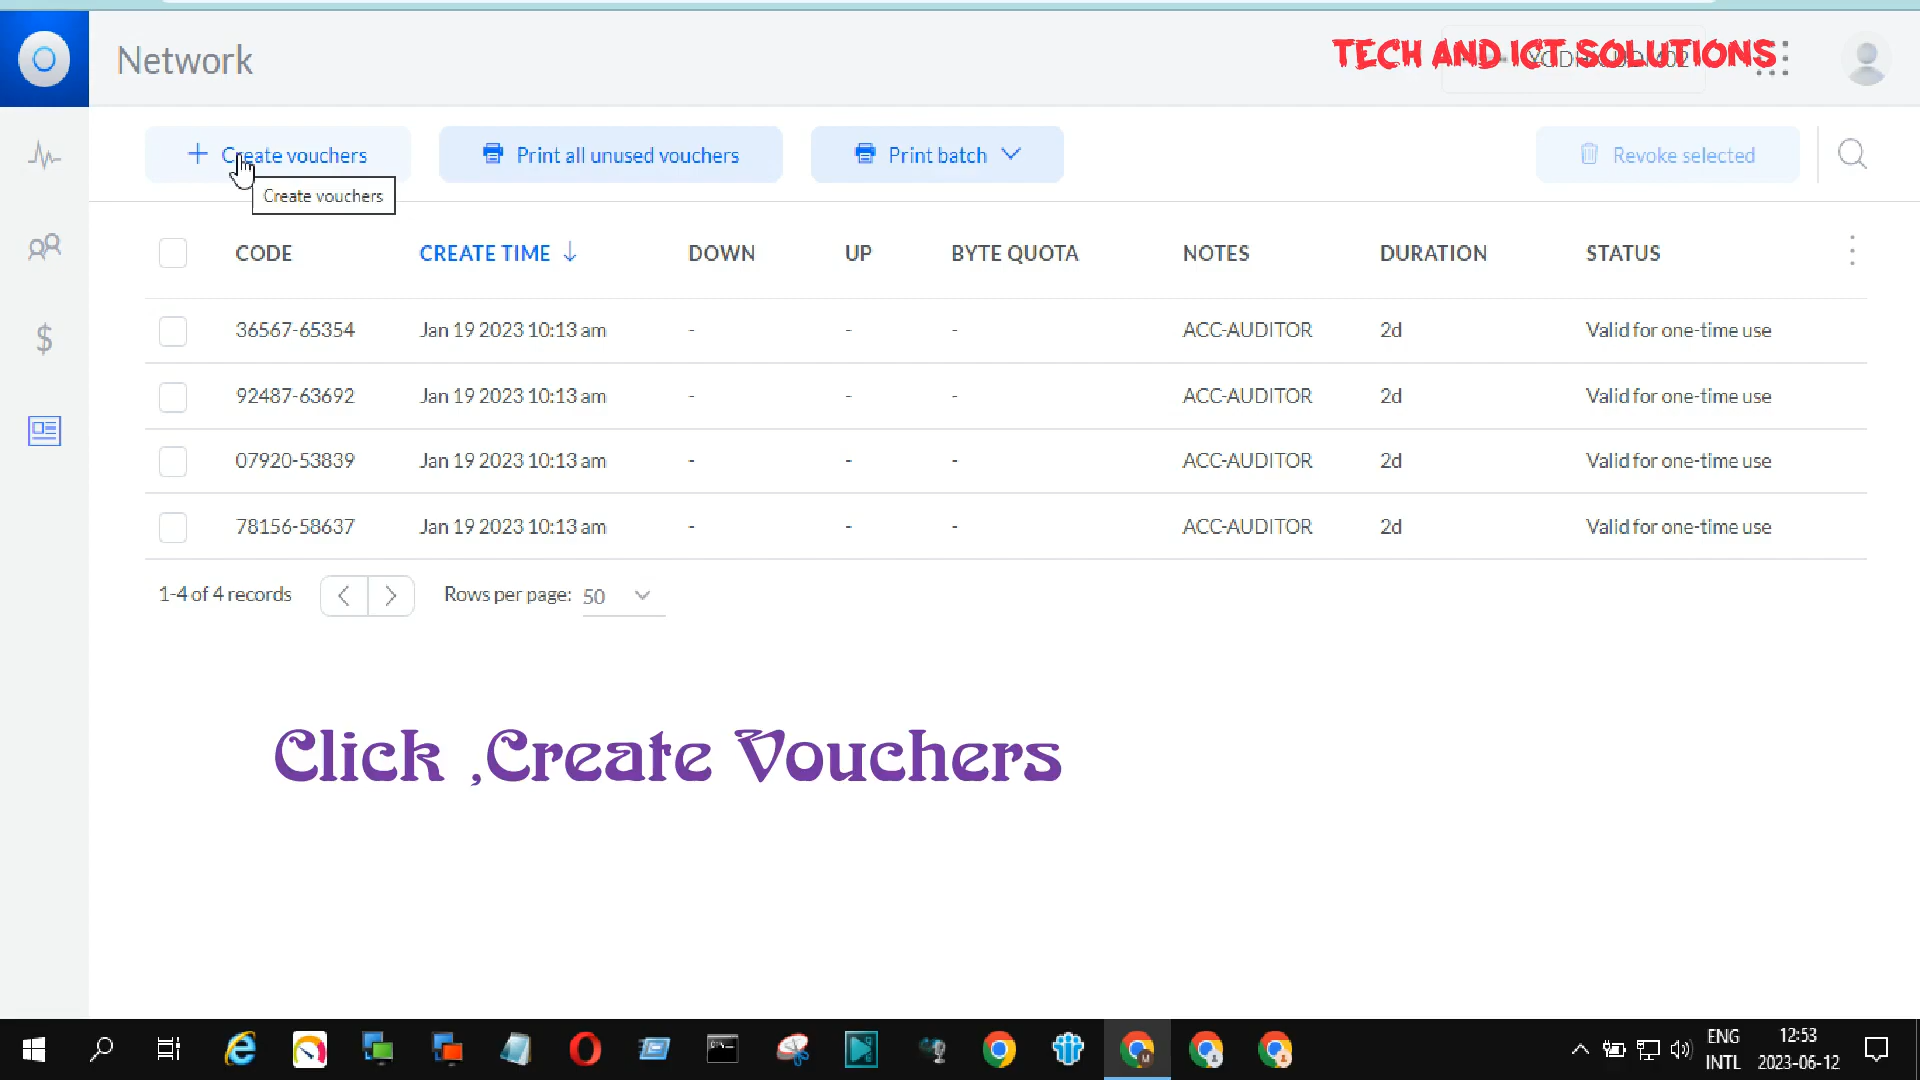 Network
TECH AND ICT SOLUTIONS
Create vouchers
Print all unused vouchers
Print batch
Revoke selected
Create vouchers
CODE CREATE TIME DOWN UP BYTE QUOTA NOTES DURATION STATUS
36567-65354 Jan 19 2023 10:13 am - - - ACC-AUDITOR 2d Valid for one-time use
92487-63692 Jan 19 2023 10:13 am - - - ACC-AUDITOR 2d Valid for one-time use
07920-53839 Jan 19 2023 10:13 am - - - ACC-AUDITOR 2d Valid for one-time use
78156-58637 Jan 19 2023 10:13 am - - - ACC-AUDITOR 2d Valid for one-time use
1-4 of 4 records Rows per page: 50
Click ,Create Vouchers
ENG 12:53
INTL 2023-06-12